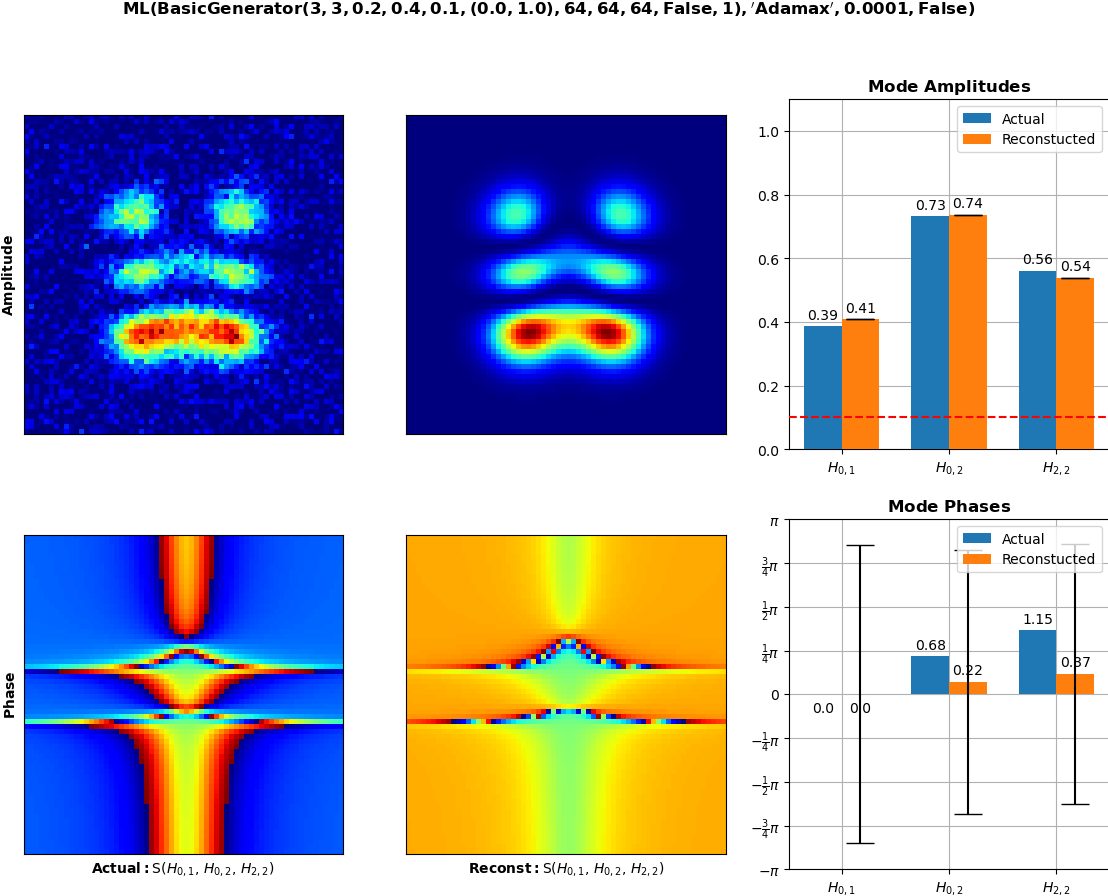 ML(BasicGenerator(3, 3, 0.2, 0.4, 0.1, (0.0, 1.0), 64, 64, 64, False, 1), ′Adamax′, 0.0001, False)
Amplitude
Mode Amplitudes
Actual
Reconstucted
1.0
0.8
0.6
0.4
0.2
0.0
0.39
0.41
0.73
0.74
0.56
0.54
H0,1
H0,2
H2,2
Phase
Actual: S(H0,1, H0,2, H2,2)
Reconst: S(H0,1, H0,2, H2,2)
Mode Phases
Actual
Reconstucted
π
3/4π
1/2π
1/4π
0
−1/4π
−1/2π
−3/4π
−π
0.0
0.0
0.68
0.22
1.15
0.37
H0,1
H0,2
H2,2